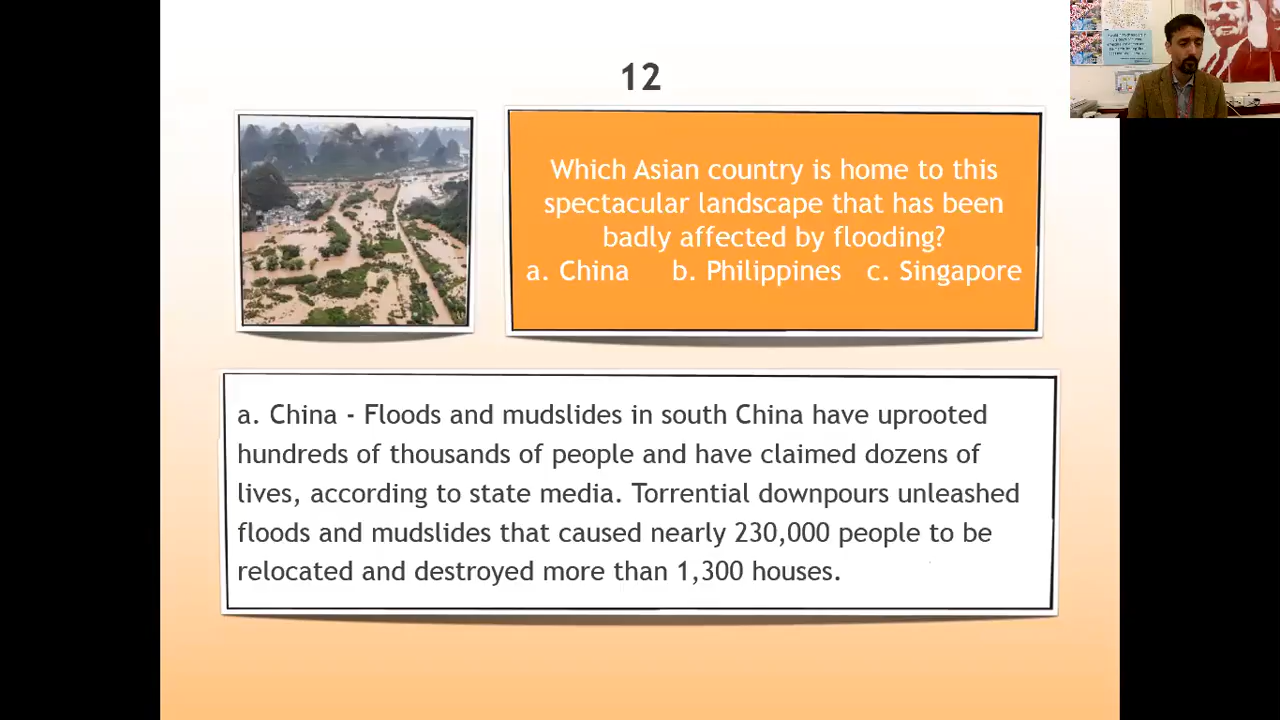 12
Which Asian country is home to this
spectacular landscape that has been
badly affected by flooding?
a. China b. Philippines c. Singapore
a. China - Floods and mudslides in south China have uprooted
hundreds of thousands of people and have claimed dozens of
lives, according to state media. Torrential downpours unleashed
floods and mudslides that caused nearly 230,000 people to be
relocated and destroyed more than 1,300 houses.